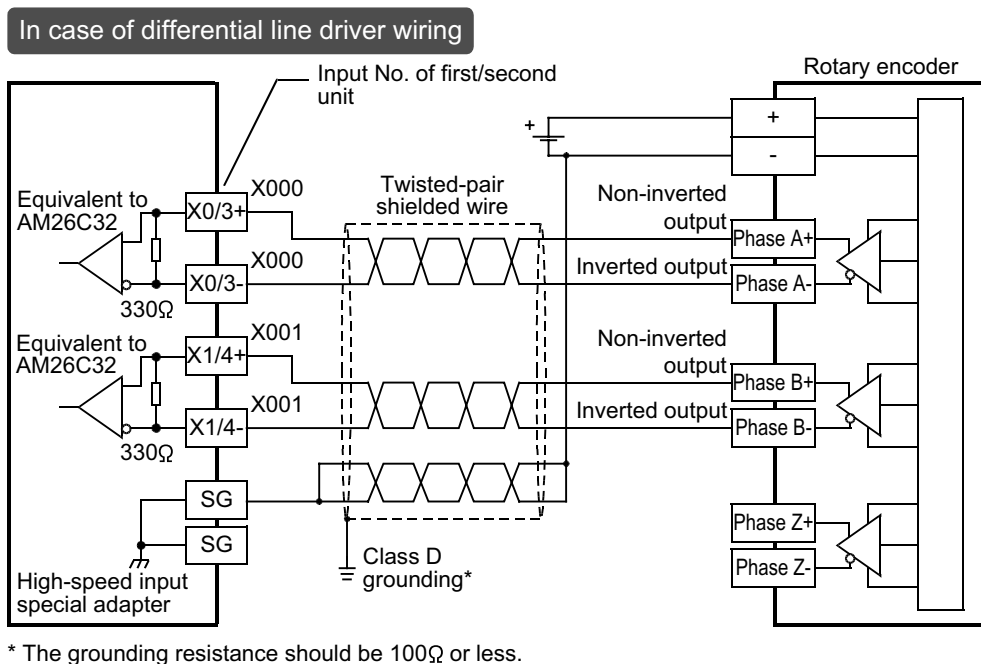 In case of differential line driver wiring
Input No. of first/second
unit
Rotary encoder
+
+
-
Equivalent to
AM26C32
X0/3+
X000
Twisted-pair
shielded wire
Non-inverted
output
Phase A+
X000
X0/3-
Inverted output
Phase A-
330Ω
Equivalent to
AM26C32
X1/4+
X001
Non-inverted
output
Phase B+
X001
X1/4-
Inverted output
Phase B-
330Ω
SG
SG
Phase Z+
Phase Z-
Class D
grounding*
High-speed input
special adapter
* The grounding resistance should be 100Ω or less.